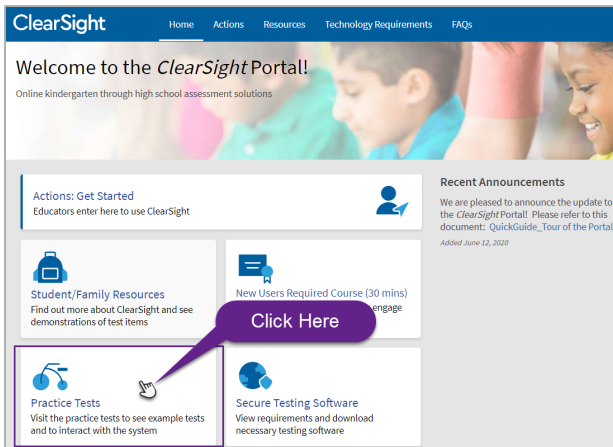 ClearSight
Home Actions Resources Technology Requirements FAQs
Welcome to the ClearSight Portal!
Online kindergarten through high school assessment solutions
Actions: Get Started
Educators enter here to use ClearSight
Recent Announcements
We are pleased to announce the update to
the ClearSight Portal! Please refer to this
document: QuickGuide_Tour of the Portal
Added June 12, 2020
Student/Family Resources
Find out more about ClearSight and see
demonstrations of test items
New Users Required Course (30 mins)
engage
Click Here
Practice Tests
Visit the practice tests to see example tests
and to interact with the system
Secure Testing Software
View requirements and download
necessary testing software